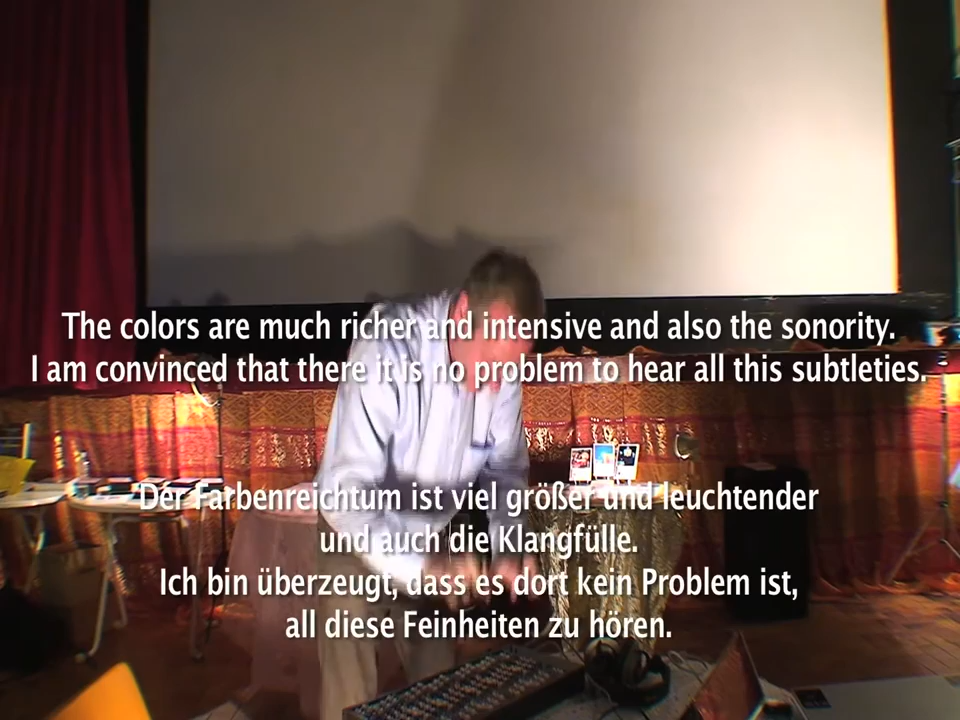 The colors are much richer and intensive and also the sonority.
I am convinced that there it is no problem to hear all this subtleties.
Der Farbenreichtum ist viel größer und leuchtender
und auch die Klangfülle.
Ich bin überzeugt, dass es dort kein Problem ist,
all diese Feinheiten zu hören.